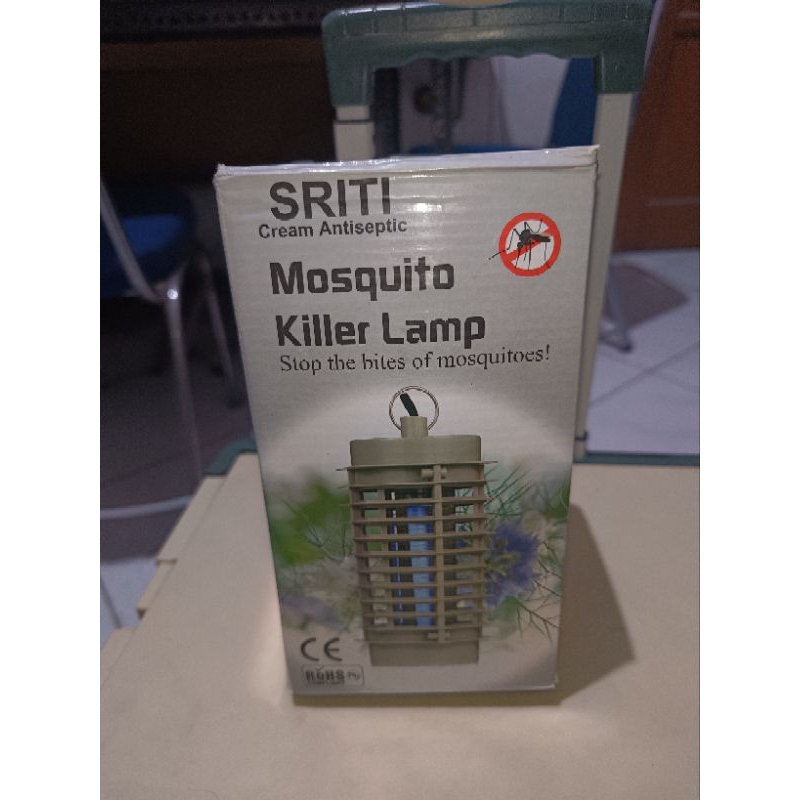 SRITI
Cream Antiseptic
Mosquito
Killer Lamp
Stop the bites of mosquitoes!
CE
RoHS